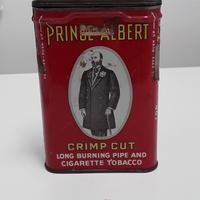 PRINCE ALBERT
CRIMP CUT
LONG BURNING PIPE AND
CIGARETTE TOBACCO